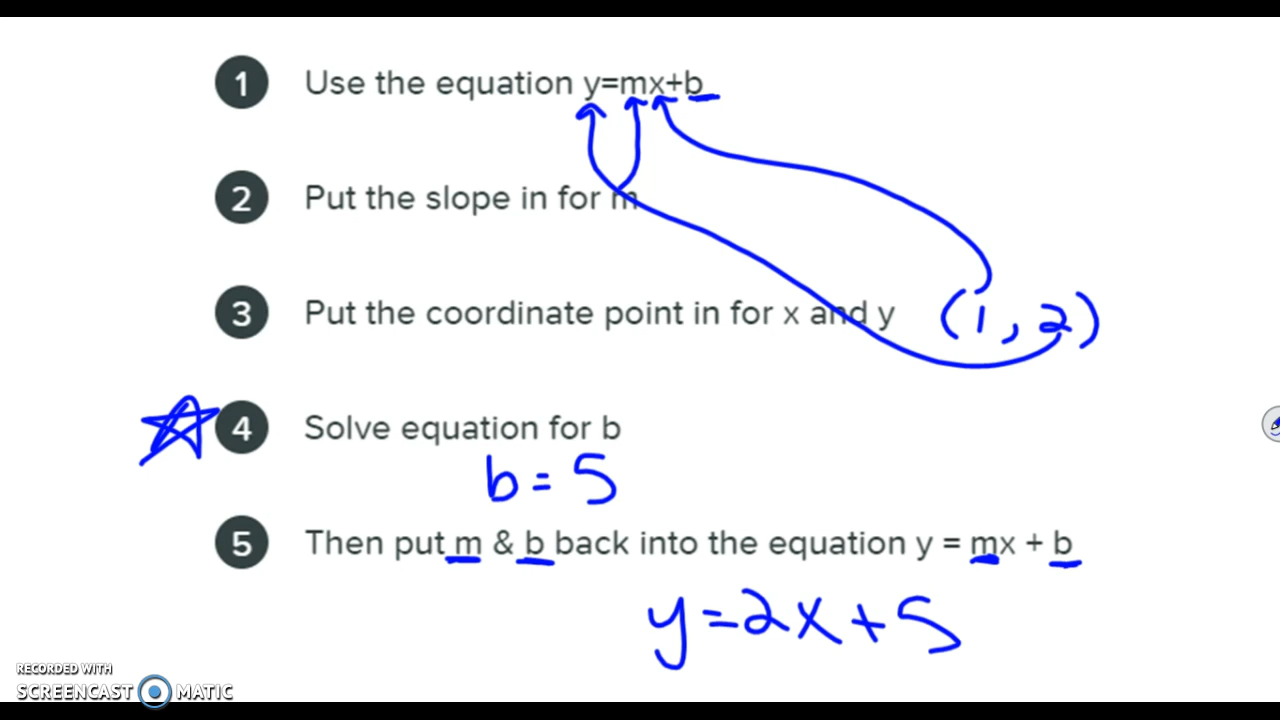 1 Use the equation y=mx+b
2 Put the slope in for m
3 Put the coordinate point in for x and y (1, 2)
4 Solve equation for b
b = 5
5 Then put m & b back into the equation y = mx + b
y=2x+5
RECORDED WITH
SCREENCAST MATIC